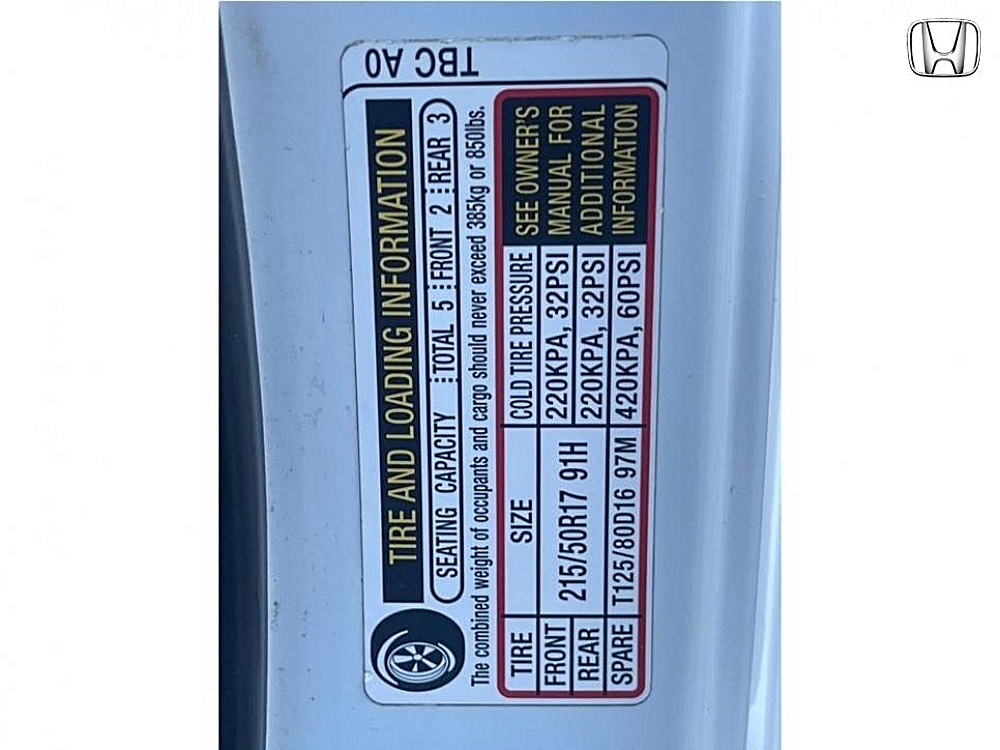 TBC A0
TIRE AND LOADING INFORMATION
SEATING CAPACITY TOTAL 5 FRONT 2 REAR 3
The combined weight of occupants and cargo should never exceed 385kg or 850lbs.
TIRE SIZE COLD TIRE PRESSURE
FRONT 215/50R17 91H 220KPA, 32PSI
REAR 220KPA, 32PSI
SPARE T125/80D16 97M 420KPA, 60PSI
SEE OWNER'S
MANUAL FOR
ADDITIONAL
INFORMATION